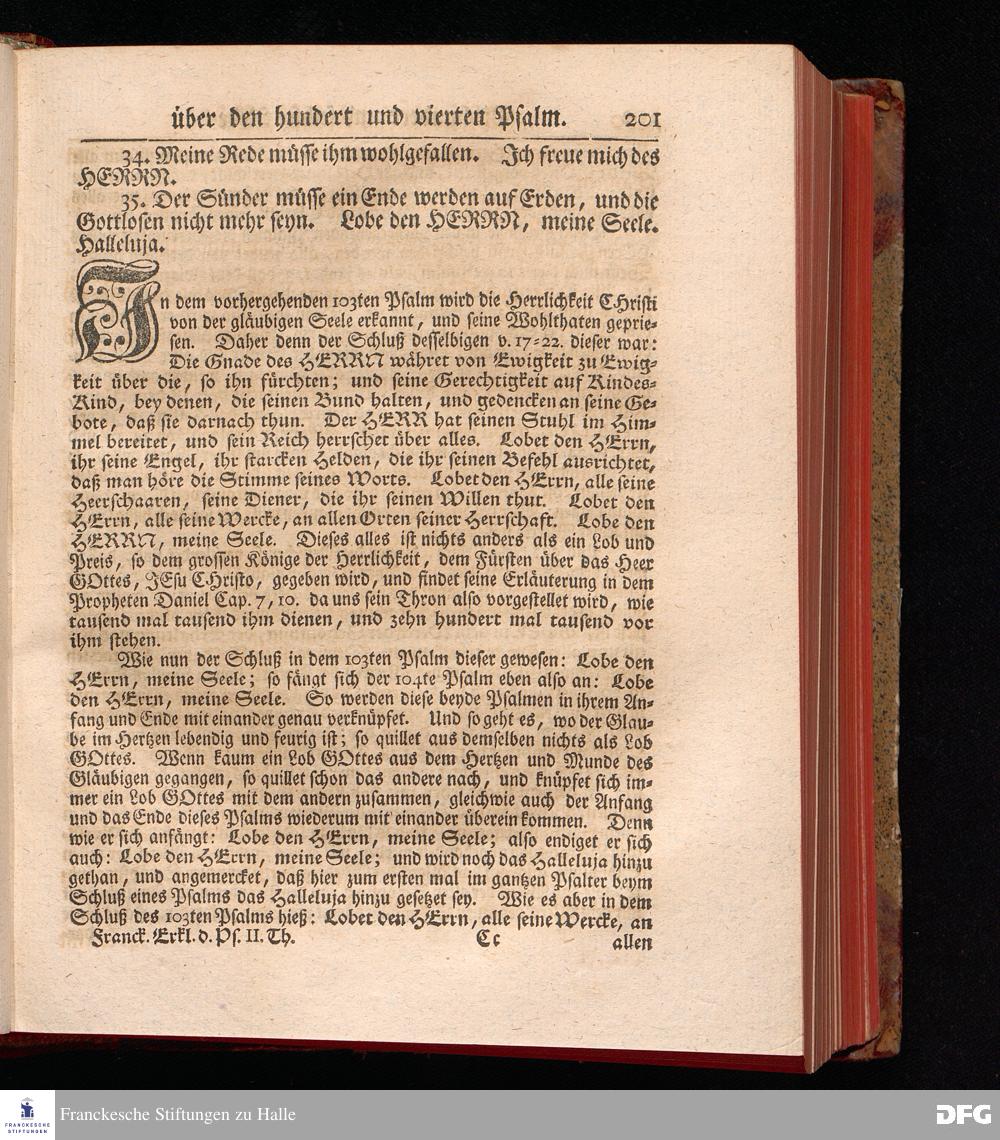 über den hundert und vierten Psalm. 201
34. Meine Rede müsse ihm wohlgefallen. Ich freue mich des
HERRN.
35. Der Sünder müsse ein Ende werden auf Erden, und die
Gottlosen nicht mehr seyn. Lobe den HERRN, meine Seele.
Halleluja.
In dem vorhergehenden 103ten Psalm wird die Herrlichkeit CHristi
von der gläubigen Seele erkannt, und seine Wohlthaten geprie-
sen. Daher denn der Schluß desselbigen v. 17-22. dieser war:
Die Gnade des HERRN währet von Ewigkeit zu Ewig-
keit über die, so ihn fürchten; und seine Gerechtigkeit auf Kindes-
Kind, bey denen, die seinen Bund halten, und gedencken an seine Ge-
bote, daß sie darnach thun. Der HERR hat seinen Stuhl im Him-
mel bereitet, und sein Reich herrschet über alles. Lobet den HErrn,
ihr seine Engel, ihr starcken Helden, die ihr seinen Befehl ausrichtet,
daß man höre die Stimme seines Worts. Lobet den HErrn, alle seine
Heerschaaren, seine Diener, die ihr seinen Willen thut. Lobet den
HErrn, alle seine Wercke, an allen Orten seiner Herrschaft. Lobe den
HERRN, meine Seele. Dieses alles ist nichts anders als ein Lob und
Preis, so dem grossen Könige der Herrlichkeit, dem Fürsten über das Heer
GOttes, JEsu CHristo, gegeben wird, und findet seine Erläuterung in dem
Propheten Daniel Cap. 7, 10. da uns sein Thron also vorgestellet wird, wie
tausend mal tausend ihm dienen, und zehn hundert mal tausend vor
ihm stehen.
Wie nun der Schluß in dem 103ten Psalm dieser gewesen: Lobe den
HErrn, meine Seele; so fängt sich der 104te Psalm eben also an: Lobe
den HErrn, meine Seele. So werden diese beyde Psalmen in ihrem An-
fang und Ende mit einander genau verknüpfet. Und so geht es, wo der Glau-
be im Hertzen lebendig und feurig ist; so quillet aus demselben nichts als Lob
GOttes. Wenn kaum ein Lob GOttes aus dem Hertzen und Munde des
Gläubigen gegangen, so quillet schon das andere nach, und knüpfet sich im-
mer ein Lob GOttes mit dem andern zusammen, gleichwie auch der Anfang
und das Ende dieses Psalms wiederum mit einander überein kommen. Denn
wie er sich anfängt: Lobe den HErrn, meine Seele; also endiget er sich
auch: Lobe den HErrn, meine Seele; und wird noch das Halleluja hinzu
gethan, und angemercket, daß hier zum ersten mal im gantzen Psalter beym
Schluß eines Psalms das Halleluja hinzu gesetzet sey. Wie es aber in dem
Schluß des 103ten Psalms hieß: Lobet den HErrn, alle seine Wercke, an
Franck. Erkl. d. Ps. II. Th. Cc allen
FRANCKESCHE
STIFTUNGEN
Franckesche Stiftungen zu Halle
DFG